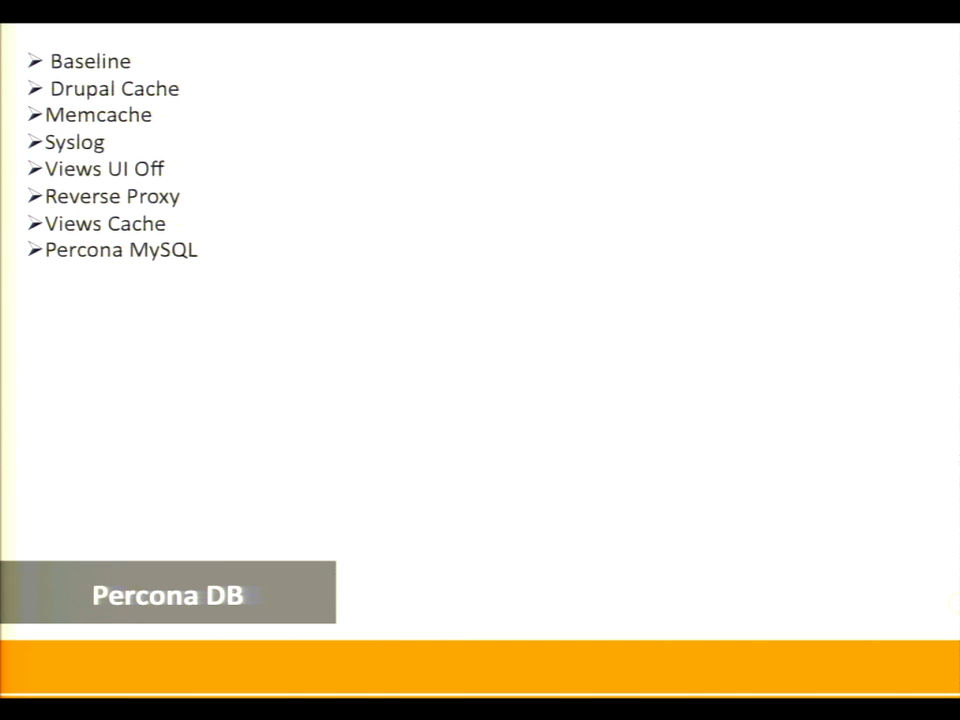 ➢ Baseline
➢ Drupal Cache
➢Memcache
➢Syslog
➢Views UI Off
➢Reverse Proxy
➢Views Cache
➢Percona MySQL
Percona DB